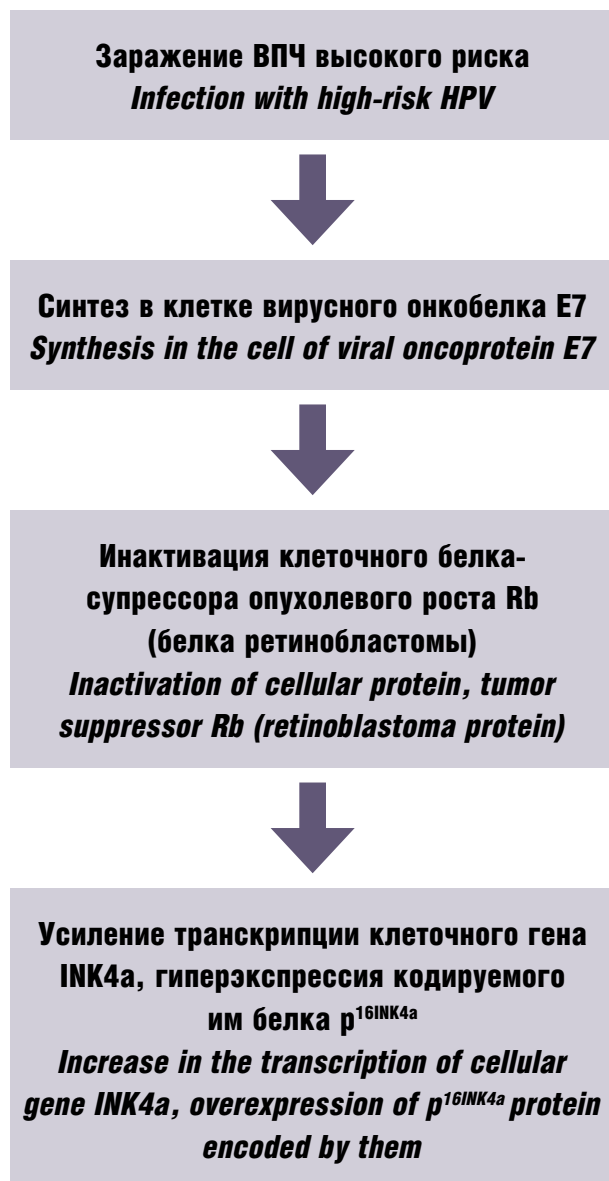 Заражение ВПЧ высокого риска
Infection with high-risk HPV
Синтез в клетке вирусного онкобелка Е7
Synthesis in the cell of viral oncoprotein E7
Инактивация клеточного белка-
супрессора опухолевого роста Rb
(белка ретинобластомы)
Inactivation of cellular protein, tumor
suppressor Rb (retinoblastoma protein)
Усиление транскрипции клеточного гена
INK4a, гиперэкспрессия кодируемого
им белка p16INK4a
Increase in the transcription of cellular
gene INK4a, overexpression of p16INK4a protein
encoded by them